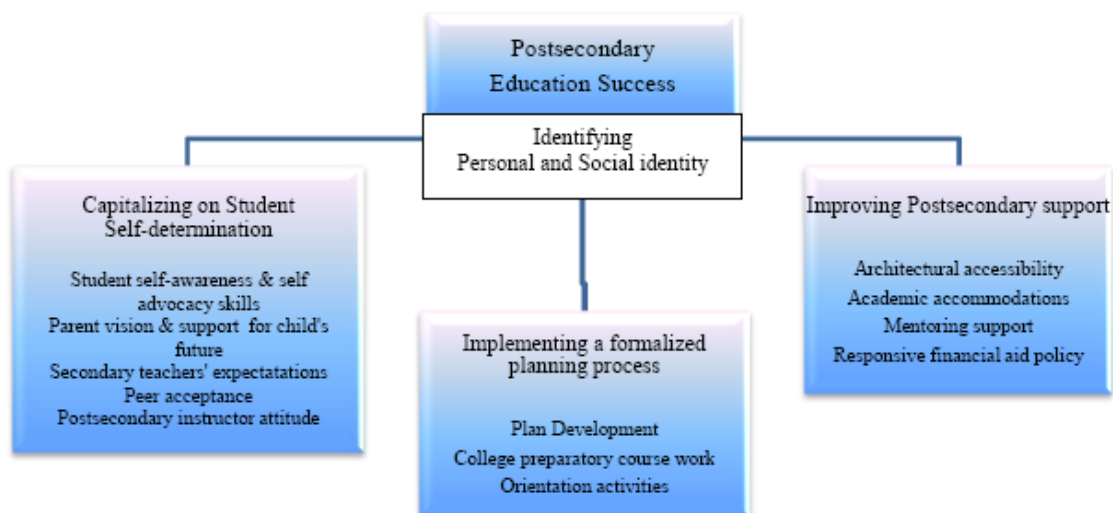 Postsecondary
Education Success
Identifying
Personal and Social identity
Capitalizing on Student
Self-determination
Student self-awareness & self
advocacy skills
Parent vision & support for child's
future
Secondary teachers' expectatations
Peer acceptance
Postsecondary instructor attitude
Implementing a formalized
planning process
Plan Development
College preparatory course work
Orientation activities
Improving Postsecondary support
Architectural accessibility
Academic accommodations
Mentoring support
Responsive financial aid policy